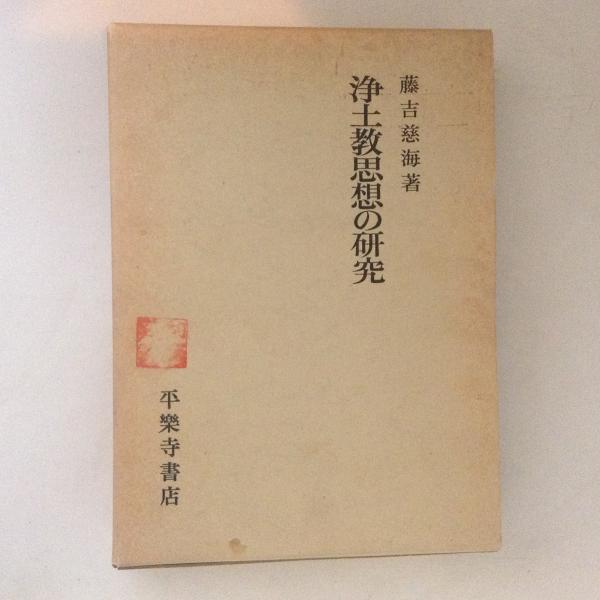 藤吉慈海著
浄土教思想の研究
平樂寺書店